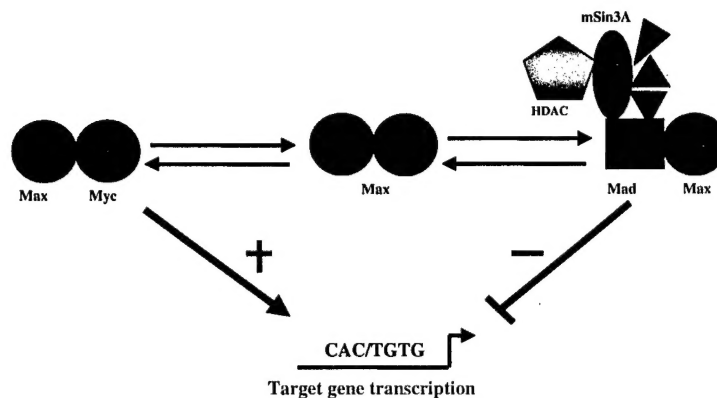 mSin3A
HDAC
Max Myc
Max
Mad Max
+
−
CAC/TGTG
Target gene transcription